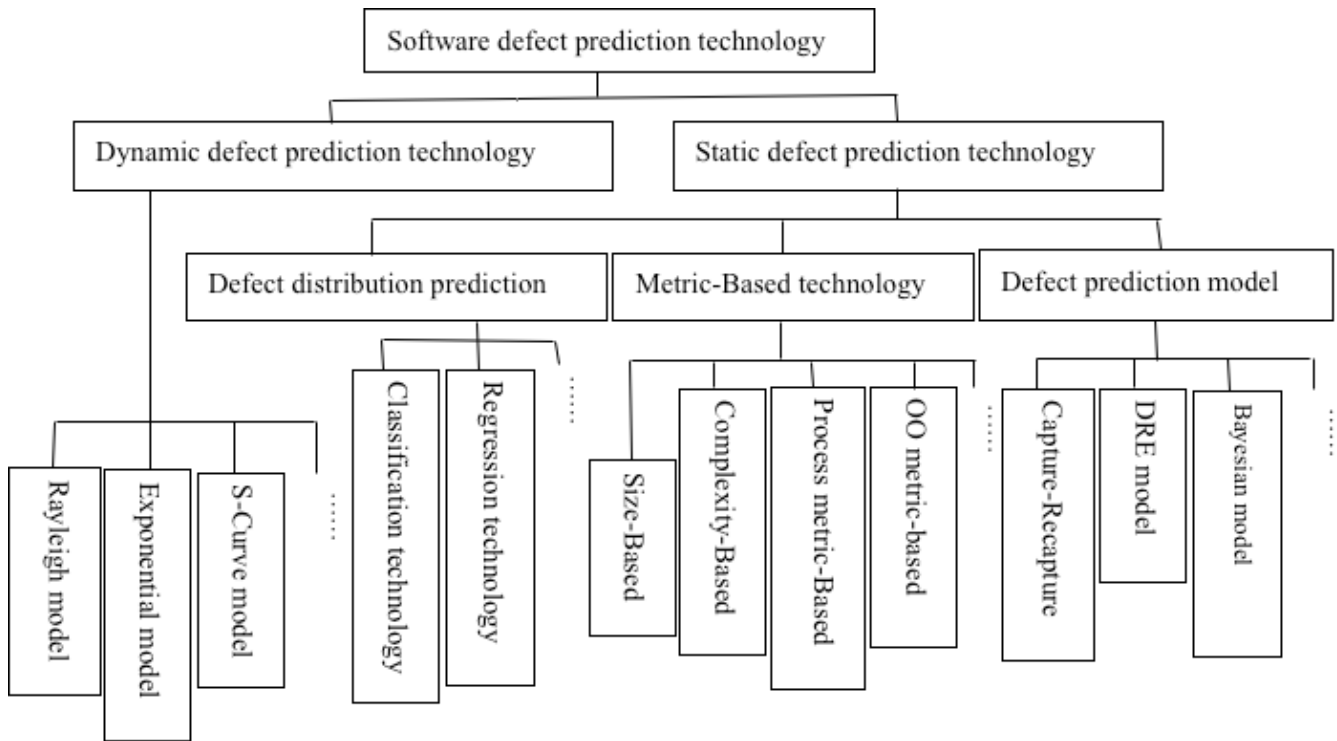 Software defect prediction technology
Dynamic defect prediction technology
Static defect prediction technology
Defect distribution prediction
Metric-Based technology
Defect prediction model
Rayleigh model
Exponential model
S-Curve model
......
Classification technology
Regression technology
......
Size-Based
Complexity-Based
Process metric-Based
OO metric-based
......
Capture-Recapture
DRE model
Bayesian model
......